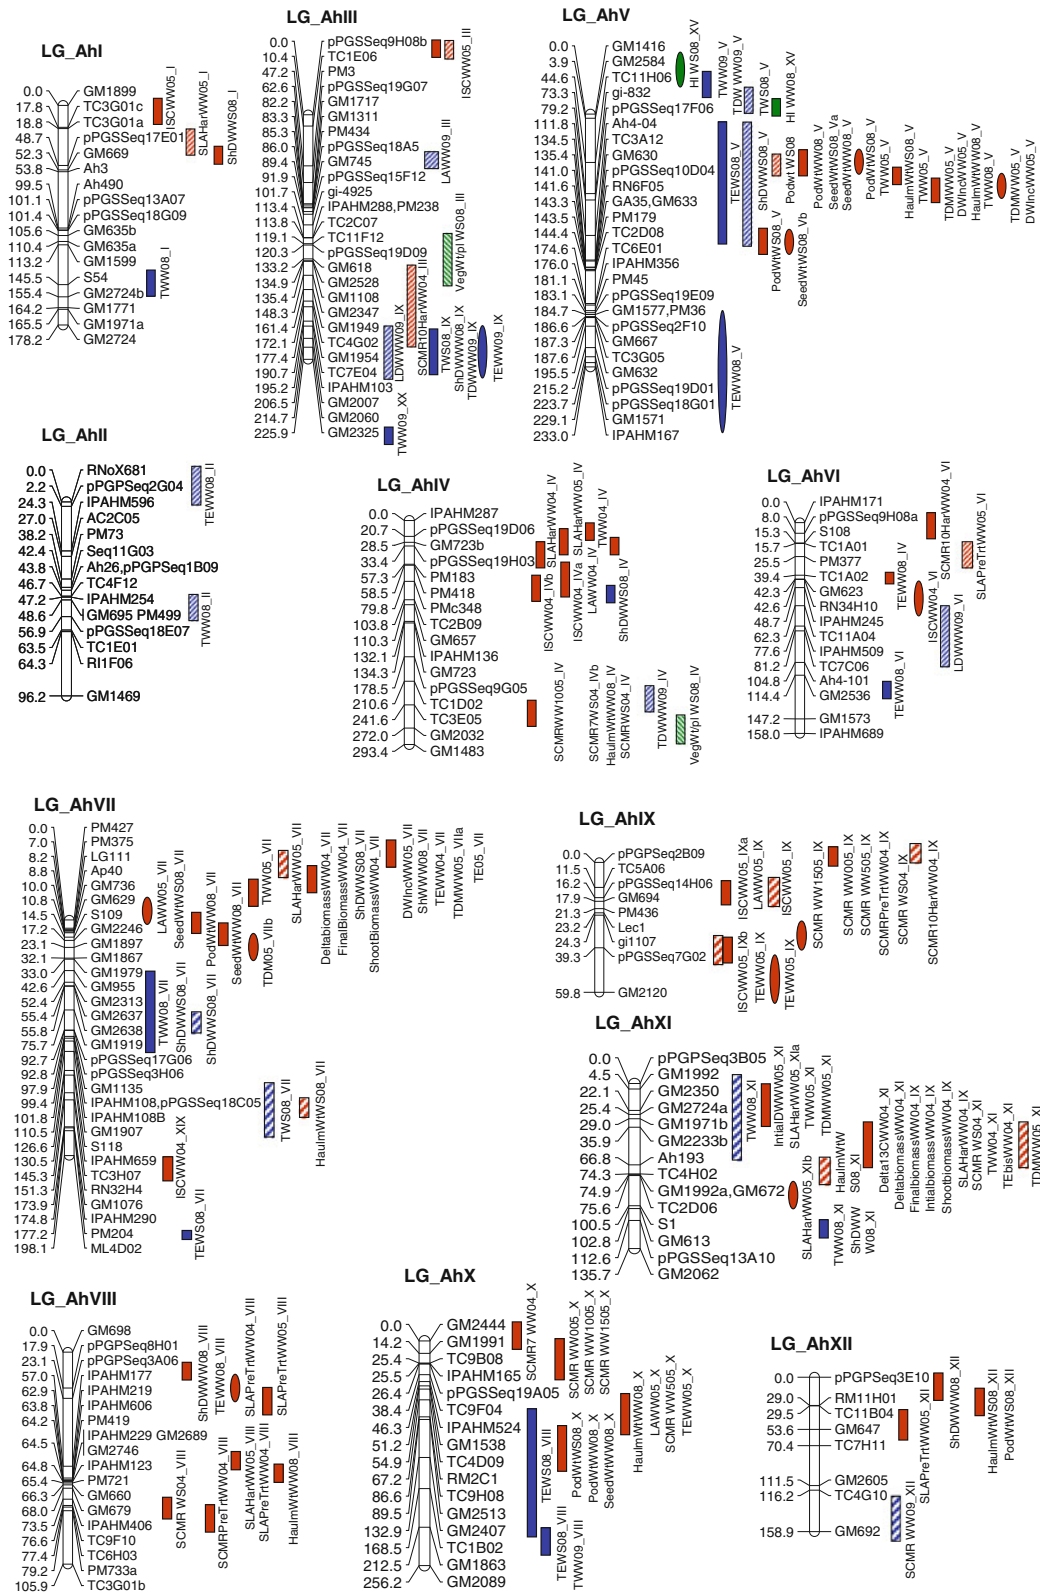 LG_AhI
0.0 GM1899
17.8 TC3G01c
18.8 TC3G01a
48.7 pPGSSeq17E01
52.3 GM669
53.8 Ah3
99.5 Ah490
101.1 pPGSSeq13A07
101.4 pPGSSeq18G09
105.6 GM635b
110.4 GM635a
113.2 GM1599
145.5 S54
155.4 GM2724b
164.2 GM1771
165.5 GM1971a
178.2 GM2724
ISCWW05_I
SLAHarWW05_I
ShDWWS08_I
TWW08_I
LG_AhIII
0.0 pPGSSeq9H08b
10.4 TC1E06
47.2 PM3
62.6 pPGSSeq19G07
82.2 GM1717
83.3 GM1311
85.3 PM434
86.0 pPGSSeq18A5
89.4 GM745
91.9 pPGSSeq15F12
101.7 gi-4925
113.4 IPAHM288,PM238
113.8 TC2C07
119.1 TC11F12
120.3 pPGSSeq19D09
133.2 GM618
134.9 GM2528
135.4 GM1108
148.3 GM2347
161.4 GM1949
172.1 TC4G02
177.4 GM1954
190.7 TC7E04
195.2 IPAHM103
206.5 GM2007
214.7 GM2060
225.9 GM2325
ISCWW05_III
LAWW09_III
VegWt/pl WS08_III
SCMR10HarWW04_III
LDWWW09_IX
TWS08_IX
ShDWWW08_IX
TDWW09_IX
TEWW09_IX
TWW09_XX
LG_AhV
0.0 GM1416
3.9 GM2584
44.6 TC11H06
73.3 gi-832
79.2 pPGSSeq17F06
111.8 Ah4-04
134.5 TC3A12
135.4 GM630
141.0 pPGSSeq10D04
141.6 RN6F05
143.3 GA35,GM633
143.5 PM179
144.4 TC2D08
174.6 TC6E01
176.0 IPAHM356
181.1 PM45
183.1 pPGSSeq19E09
184.7 GM1577,PM36
186.6 pPGSSeq2F10
187.3 GM667
187.6 TC3G05
195.5 GM632
215.2 pPGSSeq19D01
223.7 pPGSSeq18G01
229.1 GM1571
233.0 IPAHM167
HI WS08_XV
TWW09_V
TDWWW09_V
TWS08_V
HI WW08_XV
TEWS08_V
ShDWWS08_V
Podwt WS08
PodWtWW08_V
SeedWtWS08_Va
SeedWtWW08_V
PodWtWS08_V
HaulmWtWS08_V
TWW05_V
TDMWW05_V
DWIncWW05_V
HaulmWtWW08_V
TWW08_V
TDMWW05_V
DWIncWW05_V
PodWtWS08_V
SeedWtWS08_Vb
TEWW08_V
LG_AhII
0.0 RNoX681
2.2 pPGPSeq2G04
24.3 IPAHM596
27.0 AC2C05
38.2 PM73
42.4 Seq11G03
43.8 Ah26,pPGPSeq1B09
46.7 TC4F12
47.2 IPAHM254
48.6 GM695 PM499
56.9 pPGSSeq18E07
63.5 TC1E01
64.3 RI1F06
96.2 GM1469
TEWW08_II
TWW08_II
LG_AhIV
0.0 IPAHM287
20.7 pPGSSeq19D06
28.5 GM723b
33.4 pPGSSeq19H03
57.3 PM183
58.5 PM418
79.8 PMc348
103.8 TC2B09
110.3 GM657
132.1 IPAHM136
134.3 GM723
178.5 pPGSSeq9G05
210.6 TC1D02
241.6 TC3E05
272.0 GM2032
293.4 GM1483
SLAHarWW04_IV
SLAHarWW05_IV
TWW04_IV
ISCWW04_IVb
ISCWW04_IVa
LAWW04_IV
ShDWWS08_IV
SCMRWW1005_IV
SCMR7WS04_IVb
HaulmWtWW08_IV
SCMRWS04_IV
TDWWW09_IV
VegWt/pl WS08_IV
LG_AhVI
0.0 IPAHM171
8.0 pPGSSeq9H08a
15.3 S108
15.7 TC1A01
25.5 PM377
39.4 TC1A02
42.3 GM623
42.6 RN34H10
48.7 IPAHM245
62.3 TC11A04
77.6 IPAHM509
81.2 TC7C06
104.8 Ah4-101
114.4 GM2536
147.2 GM1573
158.0 IPAHM689
SCMR10HarWW04_VI
SLAPreTrtWW05_VI
TEWW08_IV
ISCWW04_VI
LDWWW09_VI
TEWW08_VI
LG_AhVII
0.0 PM427
7.0 PM375
8.2 LG111
8.8 Ap40
10.0 GM736
10.8 GM629
14.5 S109
17.2 GM2246
23.1 GM1897
32.1 GM1867
33.0 GM1979
42.6 GM955
52.4 GM2313
55.4 GM2637
55.8 GM2638
75.7 GM1919
92.7 pPGSSeq17G06
92.8 pPGSSeq3H06
97.9 GM1135
99.4 IPAHM108,pPGSSeq18C05
101.8 IPAHM108B
110.5 GM1907
126.6 S118
130.5 IPAHM659
145.3 TC3H07
151.3 RN32H4
173.9 GM1076
174.8 IPAHM290
177.2 PM204
198.1 ML4D02
LAWW05_VII
SeedWtWS08_VII
PodWtWW08_VII
SeedWtWW08_VII
TWW05_VII
TDM05_VIIb
SLAHarWW05_VII
DeltabiomassWW04_VII
FinalBiomassWW04_VII
ShDWWS08_VII
ShootBiomassWW04_VII
DWIncWW05_VII
ShDWWW08_VII
TEWW04_VII
TDMWW05_VIIa
TE05_VII
TWW08_VII
ShDWWS08_VII
ShDWWS08_VII
TWS08_VII
HaulmWtWS08_VII
ISCWW04_XIX
TEWS08_VII
LG_AhIX
0.0 pPGPSeq2B09
11.5 TC5A06
16.2 pPGSSeq14H06
17.9 GM694
21.3 PM436
23.2 Lec1
24.3 gi1107
39.3 pPGSSeq7G02
59.8 GM2120
ISCWW05_IXa
LAWW05_IX
ISCWW05_IX
SCMR WW1505_IX
SCMR WW1005_IX
SCMR WW505_IX
SCMRPreTrtWW04_IX
SCMR WS04_IX
SCMR10HarWW04_IX
ISCWW05_IXb
TEWW05_IX
TEWW05_IX
LG_AhXI
0.0 pPGPSeq3B05
4.5 GM1992
22.1 GM2350
25.4 GM2724a
29.0 GM1971b
35.9 GM2233b
66.8 Ah193
74.3 TC4H02
74.9 GM1992a,GM672
75.6 TC2D06
100.5 S1
102.8 GM613
112.6 pPGSSeq13A10
135.7 GM2062
TWW08_XI
IntialDWWW05_XI
SLAHarWW05_XIa
TWW05_XI
TDMWW05_XI
SLAHarWW05_XIb
HaulmWtW
S08_XI
TWW08_XI
ShDWW
W08_XI
Delta13CWW04_XI
DeltabiomassWW04_XI
FinalbiomassWW04_IX
IntialbiomassWW04_IX
ShootbiomassWW04_IX
SLAHarWW04_IX
SCMR WS04_XI
TWW04_XI
TEbisWW04_XI
TDMWW05_XI
LG_AhVIII
0.0 GM698
17.9 pPGPSeq8H01
23.1 pPGPSeq3A06
57.0 IPAHM177
62.9 IPAHM219
63.8 IPAHM606
64.2 PM419
IPAHM229 GM2689
64.5 GM2746
64.8 IPAHM123
65.4 PM721
66.3 GM660
68.0 GM679
73.5 IPAHM406
76.6 TC9F10
77.4 TC6H03
79.2 PM733a
105.9 TC3G01b
ShDWWW08_VIII
TEWW08_VIII
SLAPreTrtWW04_VIII
SLAPreTrtWW05_VIII
SCMR WS04_VIII
SCMRPreTrtWW04_VIII
SLAHarWW05_VIII
SLAPreTrtWW04_VIII
HaulmWtWW08_VIII
LG_AhX
0.0 GM2444
14.2 GM1991
25.4 TC9B08
25.5 IPAHM165
26.4 pPGSSeq19A05
38.4 TC9F04
46.3 IPAHM524
51.2 GM1538
54.9 TC4D09
67.2 RM2C1
86.6 TC9H08
89.5 GM2513
132.9 GM2407
168.5 TC1B02
212.5 GM1863
256.2 GM2089
SCMR7 WW04_X
SCMR WW005_X
SCMR WW1005_X
SCMR WW1505_X
HaulmWtWW08_X
LAWW05_X
SCMR WW505_X
TEWW05_X
TEWS08_VIII
PodWtWS08_X
PodWtWW08_X
SeedWtWW08_X
TEWS08_VIII
TWW09_VIII
LG_AhXII
0.0 pPGPSeq3E10
29.0 RM11H01
29.5 TC11B04
53.6 GM647
70.4 TC7H11
111.5 GM2605
116.2 TC4G10
158.9 GM692
SLAPreTrtWW05_XII
ShDWWW08_XII
HaulmWtWS08_XII
PodWtWS08_XII
SCMR WW09_XII